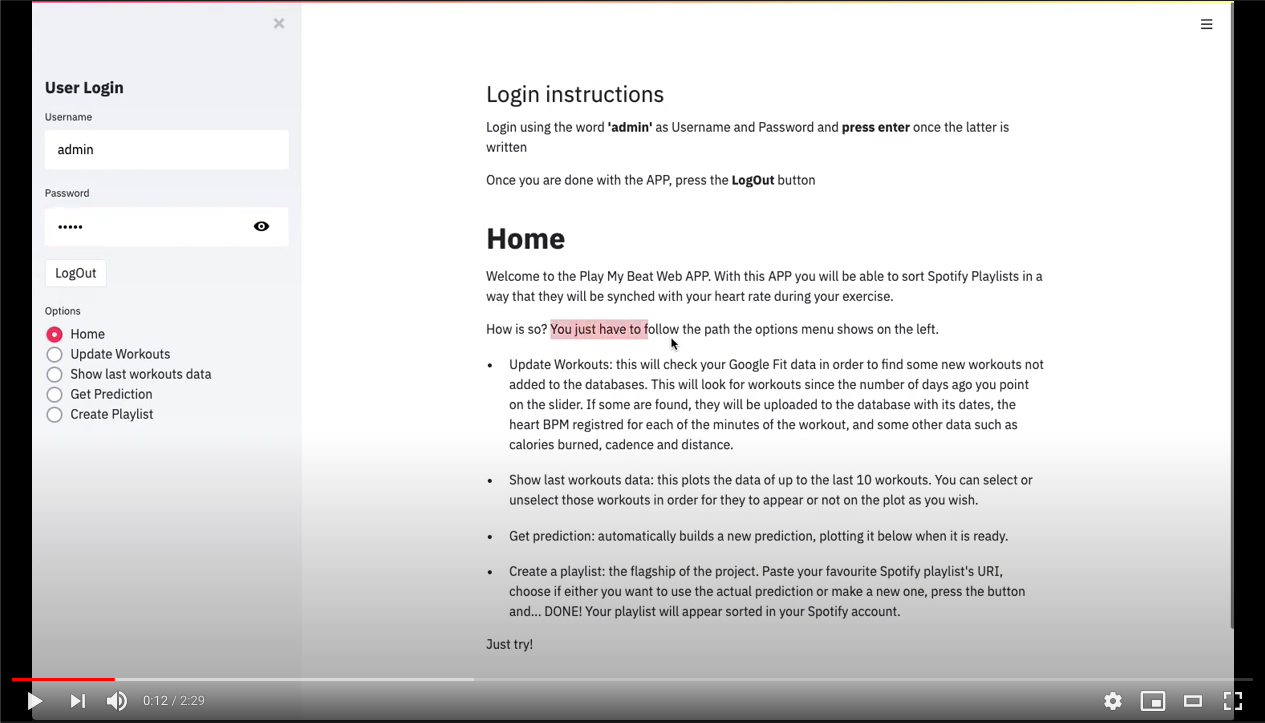 User Login
Username
admin
Password
•••••
LogOut
Options
Home
Update Workouts
Show last workouts data
Get Prediction
Create Playlist
Login instructions
Login using the word 'admin' as Username and Password and press enter once the latter is
written
Once you are done with the APP, press the LogOut button
Home
Welcome to the Play My Beat Web APP. With this APP you will be able to sort Spotify Playlists in a
way that they will be synched with your heart rate during your exercise.
How is so? You just have to follow the path the options menu shows on the left.
• Update Workouts: this will check your Google Fit data in order to find some new workouts not
added to the databases. This will look for workouts since the number of days ago you point
on the slider. If some are found, they will be uploaded to the database with its dates, the
heart BPM registred for each of the minutes of the workout, and some other data such as
calories burned, cadence and distance.
• Show last workouts data: this plots the data of up to the last 10 workouts. You can select or
unselect those workouts in order for they to appear or not on the plot as you wish.
• Get prediction: automatically builds a new prediction, plotting it below when it is ready.
• Create a playlist: the flagship of the project. Paste your favourite Spotify playlist's URI,
choose if either you want to use the actual prediction or make a new one, press the button
and... DONE! Your playlist will appear sorted in your Spotify account.
Just try!
0:12 / 2:29